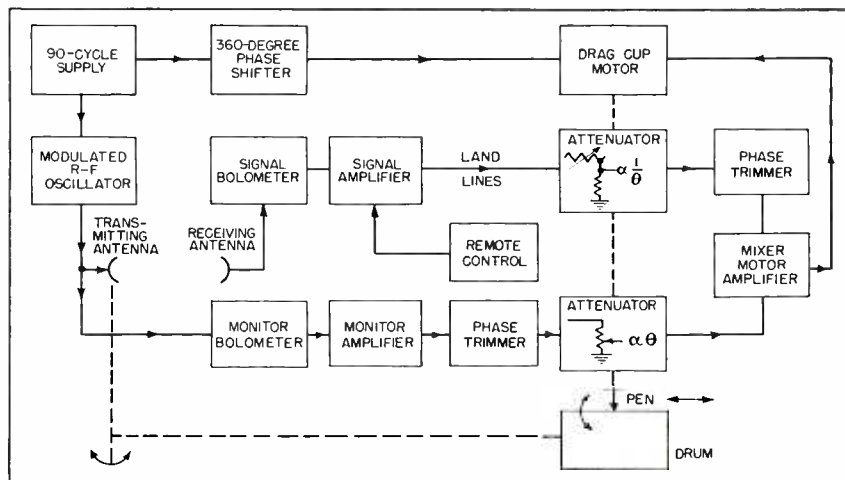 90-CYCLE
SUPPLY
360-DEGREE
PHASE
SHIFTER
DRAG CUP
MOTOR
MODULATED
R-F
OSCILLATOR
SIGNAL
BOLOMETER
SIGNAL
AMPLIFIER
LAND
LINES
ATTENUATOR
α 1/θ
PHASE
TRIMMER
TRANS-
MITTING
ANTENNA
RECEIVING
ANTENNA
REMOTE
CONTROL
MIXER
MOTOR
AMPLIFIER
MONITOR
BOLOMETER
MONITOR
AMPLIFIER
PHASE
TRIMMER
ATTENUATOR
α θ
PEN
DRUM